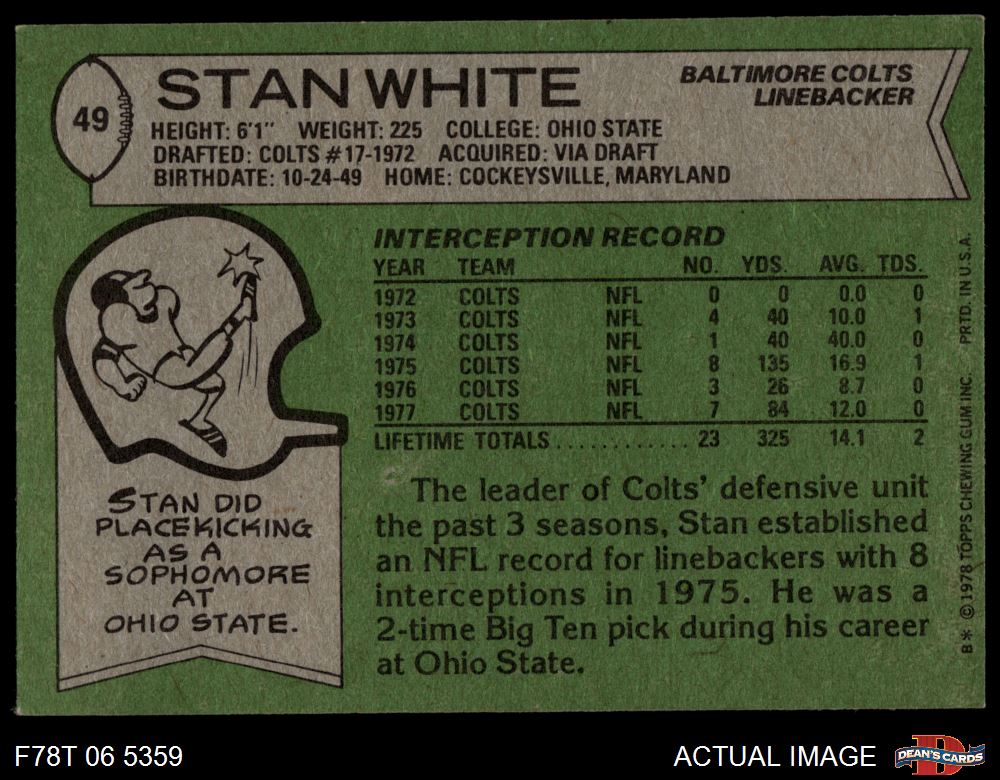 49
STAN WHITE
BALTIMORE COLTS
LINEBACKER
HEIGHT: 6'1" WEIGHT: 225 COLLEGE: OHIO STATE
DRAFTED: COLTS #17-1972 ACQUIRED: VIA DRAFT
BIRTHDATE: 10-24-49 HOME: COCKEYSVILLE, MARYLAND
INTERCEPTION RECORD
YEAR TEAM NO. YDS. AVG. TDS.
1972 COLTS NFL 0 0 0.0 0
1973 COLTS NFL 4 40 10.0 1
1974 COLTS NFL 1 40 40.0 0
1975 COLTS NFL 8 135 16.9 1
1976 COLTS NFL 3 26 8.7 0
1977 COLTS NFL 7 84 12.0 0
LIFETIME TOTALS............ 23 325 14.1 2
STAN DID
PLACEKICKING
AS A
SOPHOMORE
AT
OHIO STATE.
The leader of Colts' defensive unit
the past 3 seasons, Stan established
an NFL record for linebackers with 8
interceptions in 1975. He was a
2-time Big Ten pick during his career
at Ohio State.
B* © 1978 TOPPS CHEWING GUM INC. PRTD. IN U.S.A.
F78T 06 5359
ACTUAL IMAGE
D
DEAN'S CARDS